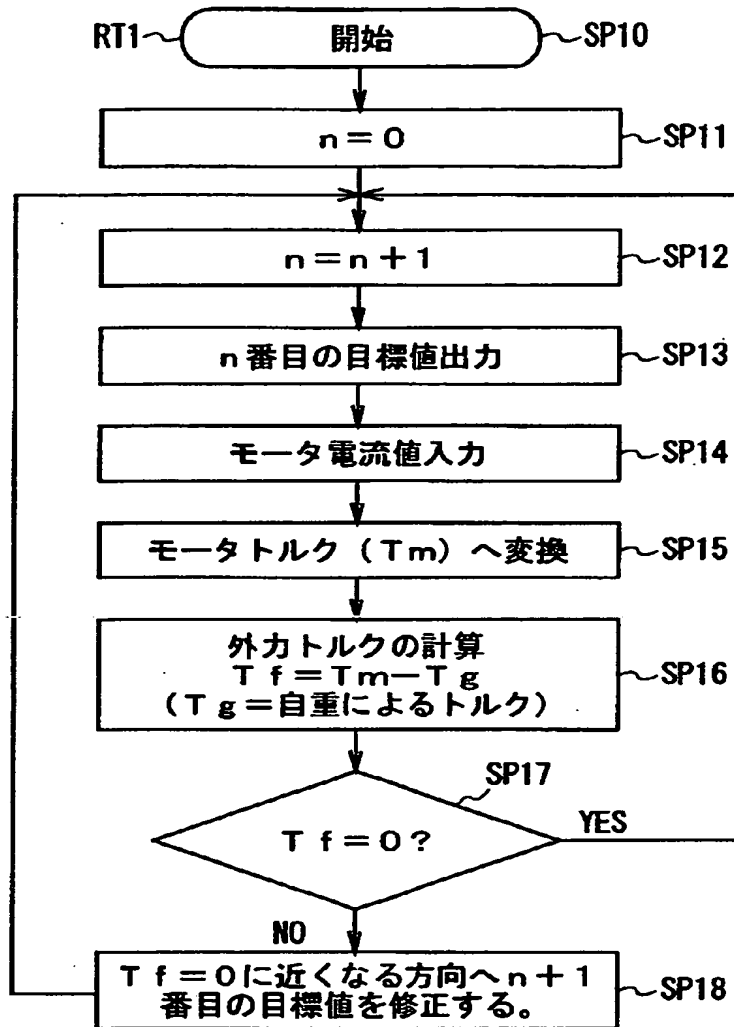 RT1
開始
SP10
n=0
SP11
n=n+1
SP12
n番目の目標値出力
SP13
モータ電流値入力
SP14
モータトルク（Tm）へ変換
SP15
外力トルクの計算
Tf=Tm−Tg
（Tg=自重によるトルク）
SP16
SP17
Tf=0?
YES
NO
Tf=0に近くなる方向へn+1
番目の目標値を修正する。
SP18